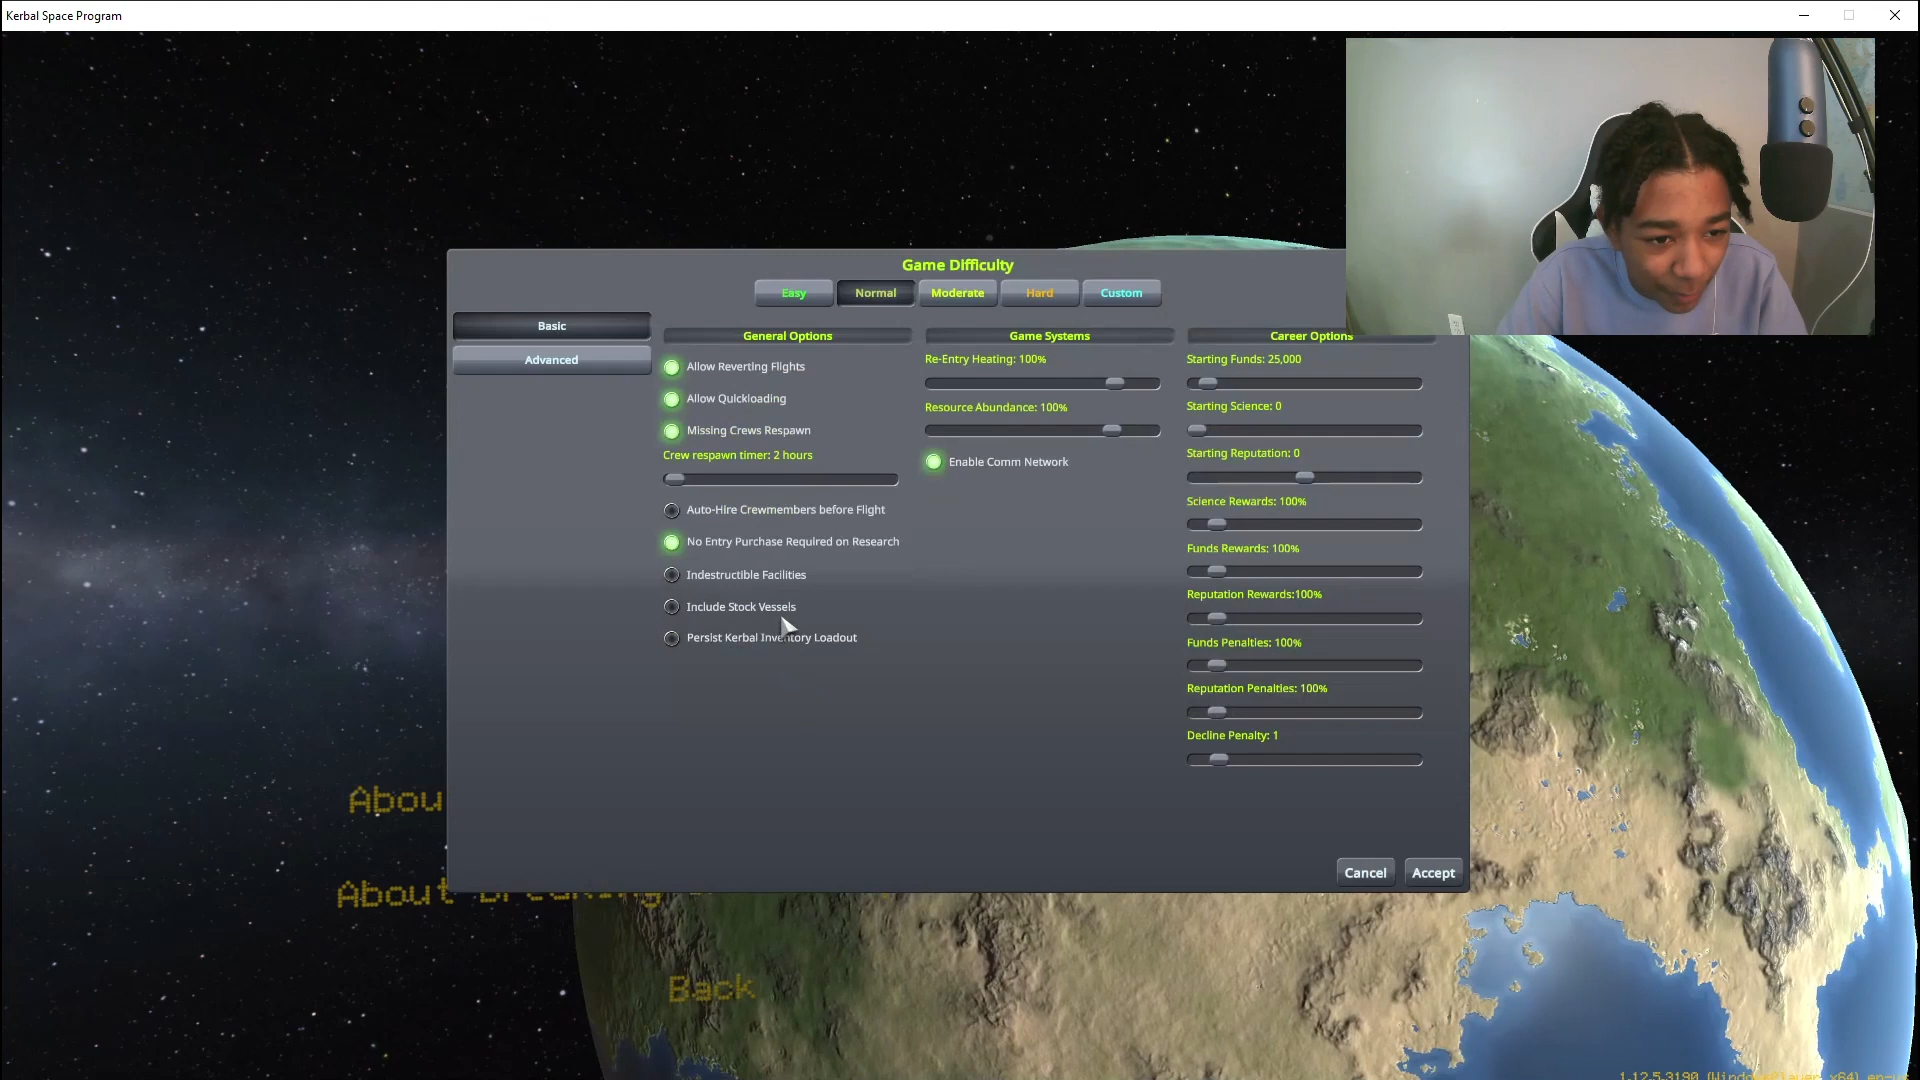 Kerbal Space Program
Game Difficulty
Easy
Normal
Moderate
Hard
Custom
Basic
Advanced
General Options
Allow Reverting Flights
Allow Quickloading
Missing Crews Respawn
Crew respawn timer: 2 hours
Auto-Hire Crewmembers before Flight
No Entry Purchase Required on Research
Indestructible Facilities
Include Stock Vessels
Persist Kerbal Inventory Loadout
Game Systems
Re-Entry Heating: 100%
Resource Abundance: 100%
Enable Comm Network
Career Options
Starting Funds: 25,000
Starting Science: 0
Starting Reputation: 0
Science Rewards: 100%
Funds Rewards: 100%
Reputation Rewards:100%
Funds Penalties: 100%
Reputation Penalties: 100%
Decline Penalty: 1
Cancel
Accept
Abou
About
Back